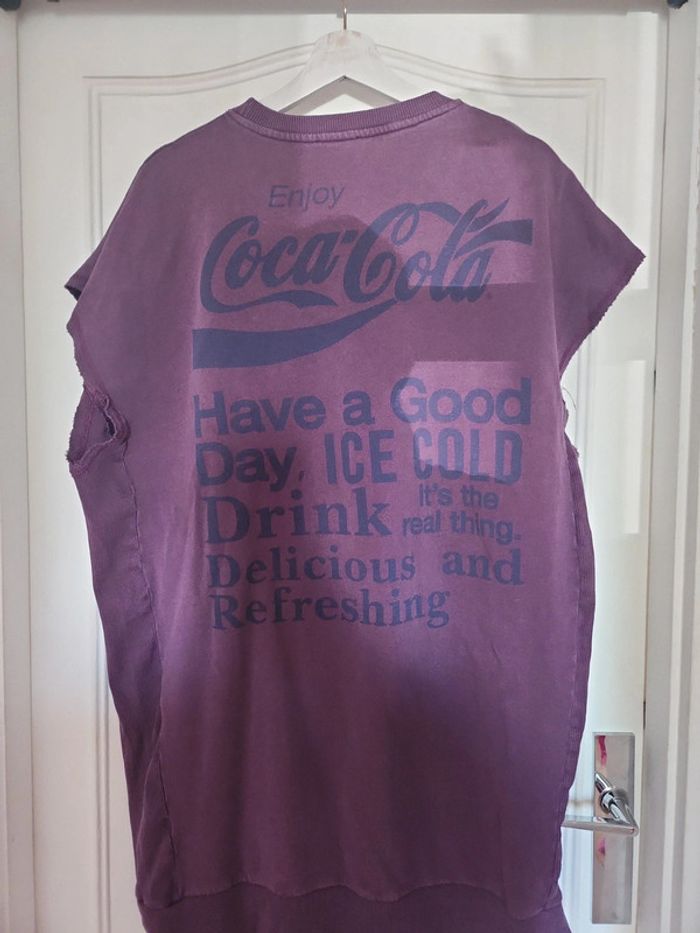 Enjoy
Coca-Cola
Have a Good
Day, ICE COLD
Drink it's the
real thing.
Delicious and
Refreshing